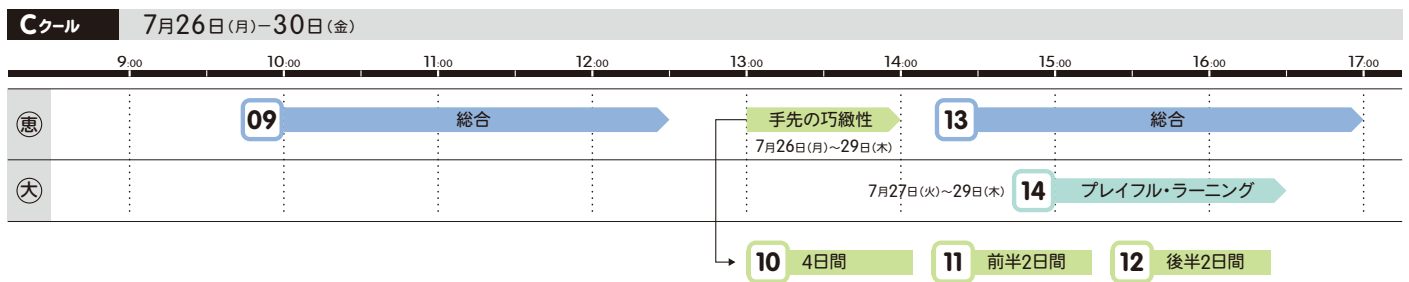 Cクール 7月26日(月)−30日(金)
9:00 10:00 11:00 12:00 13:00 14:00 15:00 16:00 17:00
恵 09 総合 手先の巧緻性 13 総合
7月26日(月)〜29日(木)
大 7月27日(火)〜29日(木) 14 プレイフル・ラーニング
10 4日間 11 前半2日間 12 後半2日間